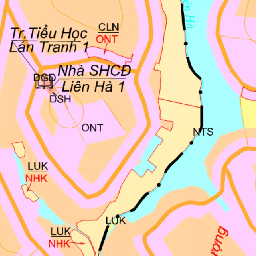 Tr.Tiểu Học
Lán Tranh 1
CLN
ONT
Nhà SHCĐ
Liên Hà 1
DGD
DSH
ONT
NTS
LUK
NHK
LUK
LUK
NHK